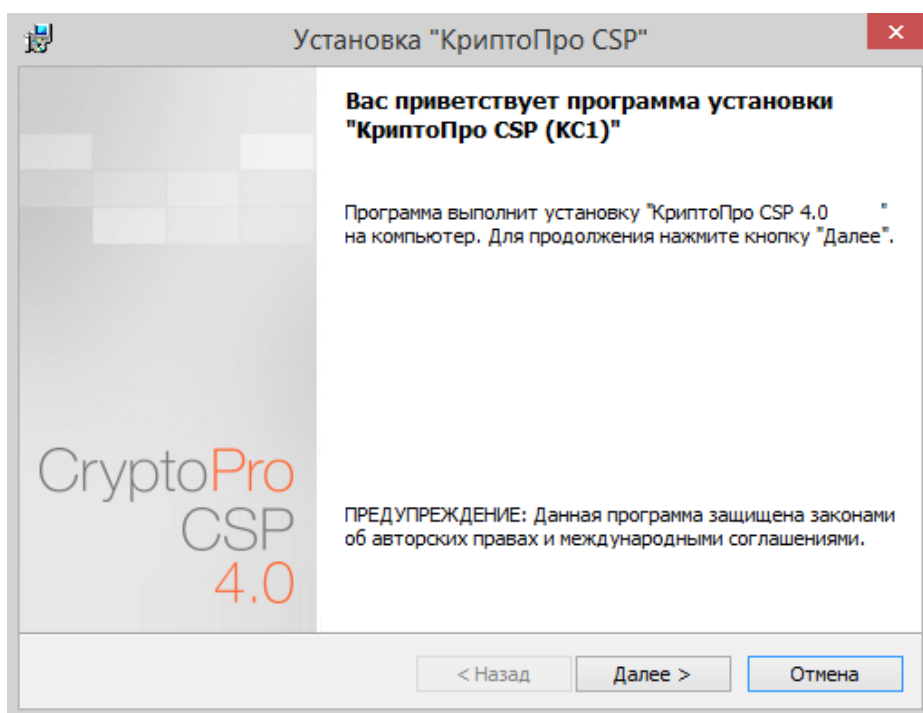 Установка "КриптоПро CSP"
Вас приветствует программа установки
"КриптоПро CSP (KC1)"
Программа выполнит установку "КриптоПро CSP 4.0 "
на компьютер. Для продолжения нажмите кнопку "Далее".
CryptoPro
CSP
4.0
ПРЕДУПРЕЖДЕНИЕ: Данная программа защищена законами
об авторских правах и международными соглашениями.
< Назад Далее > Отмена